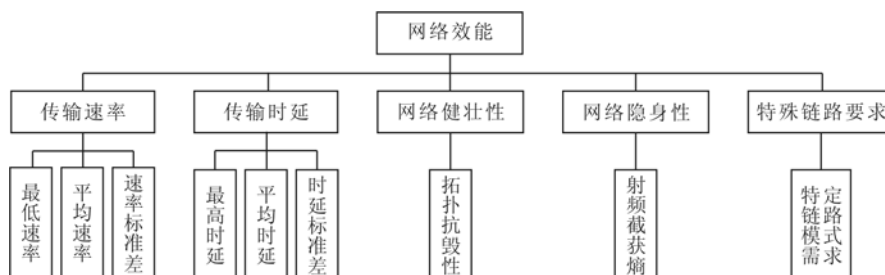 网络效能
传输速率
传输时延
网络健壮性
网络隐身性
特殊链路要求
最低速率
平均速率
速率标准差
最高时延
平均时延
时延标准差
拓扑抗毁性
射频截获熵
特定链路模式需求